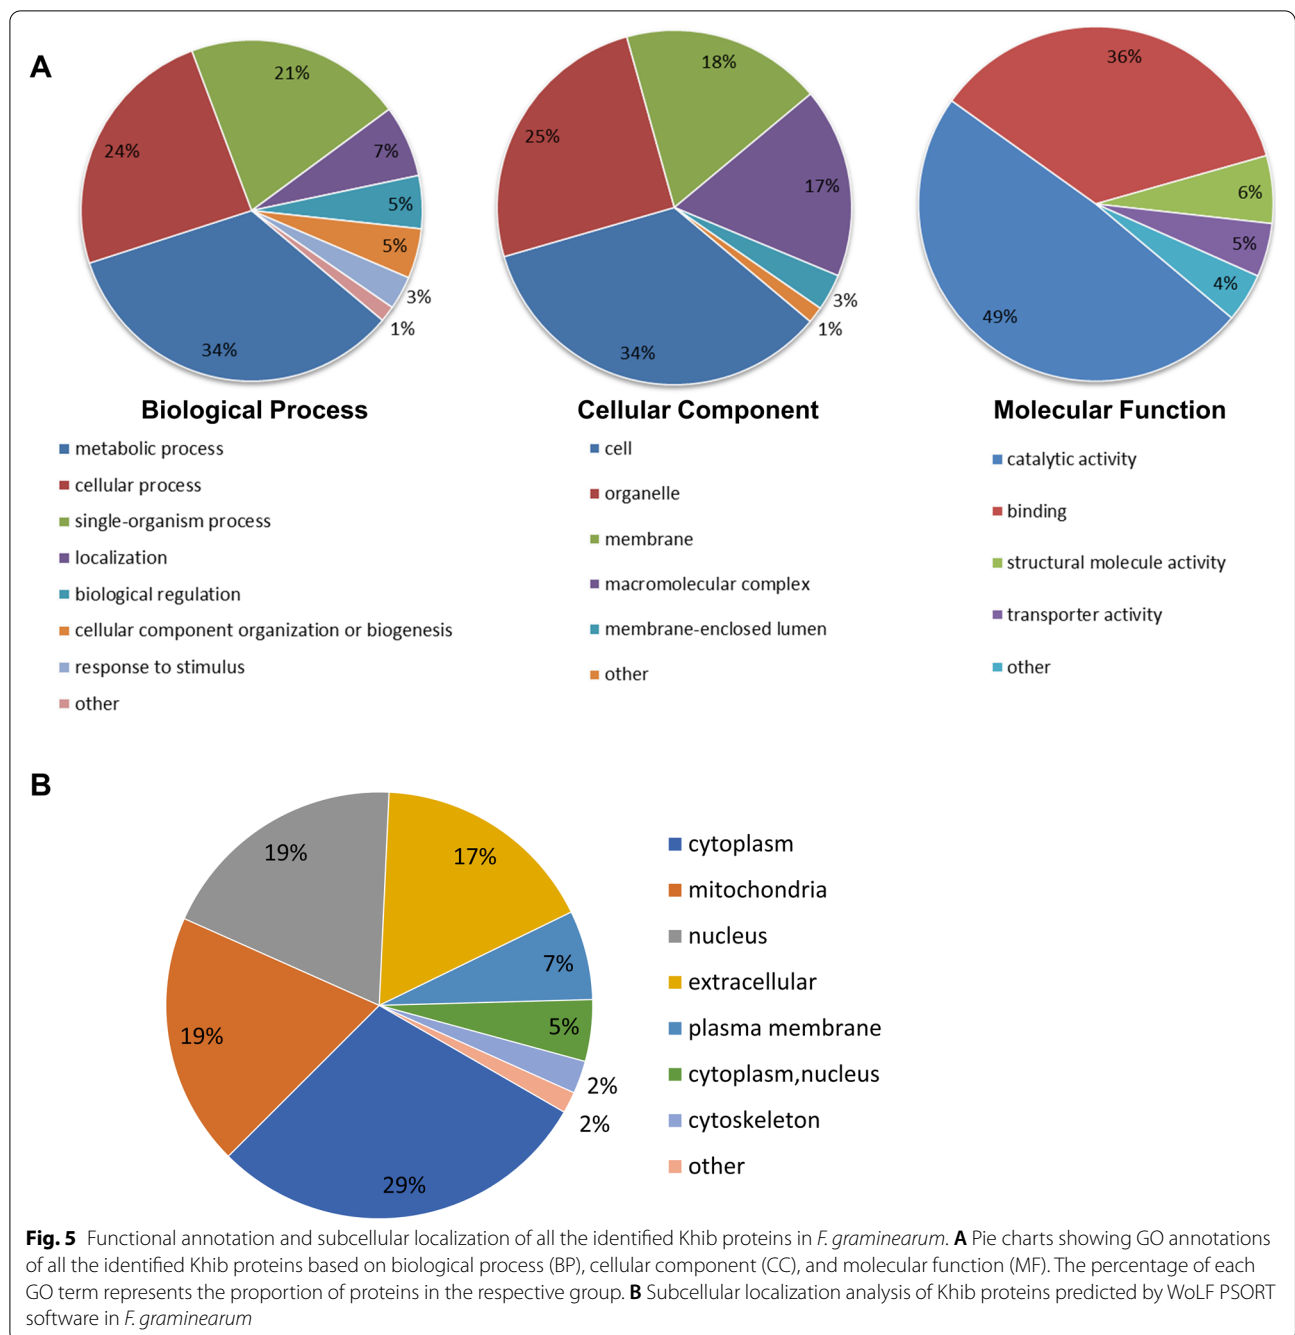 A
21%
24%
7%
5%
5%
3%
1%
34%
18%
25%
17%
3%
1%
34%
36%
6%
5%
4%
49%
Biological Process
metabolic process
cellular process
single-organism process
localization
biological regulation
cellular component organization or biogenesis
response to stimulus
other
Cellular Component
cell
organelle
membrane
macromolecular complex
membrane-enclosed lumen
other
Molecular Function
catalytic activity
binding
structural molecule activity
transporter activity
other
B
19%
17%
7%
5%
2%
2%
19%
29%
cytoplasm
mitochondria
nucleus
extracellular
plasma membrane
cytoplasm,nucleus
cytoskeleton
other
Fig. 5 Functional annotation and subcellular localization of all the identified Khib proteins in F. graminearum. A Pie charts showing GO annotations
of all the identified Khib proteins based on biological process (BP), cellular component (CC), and molecular function (MF). The percentage of each
GO term represents the proportion of proteins in the respective group. B Subcellular localization analysis of Khib proteins predicted by WoLF PSORT
software in F. graminearum